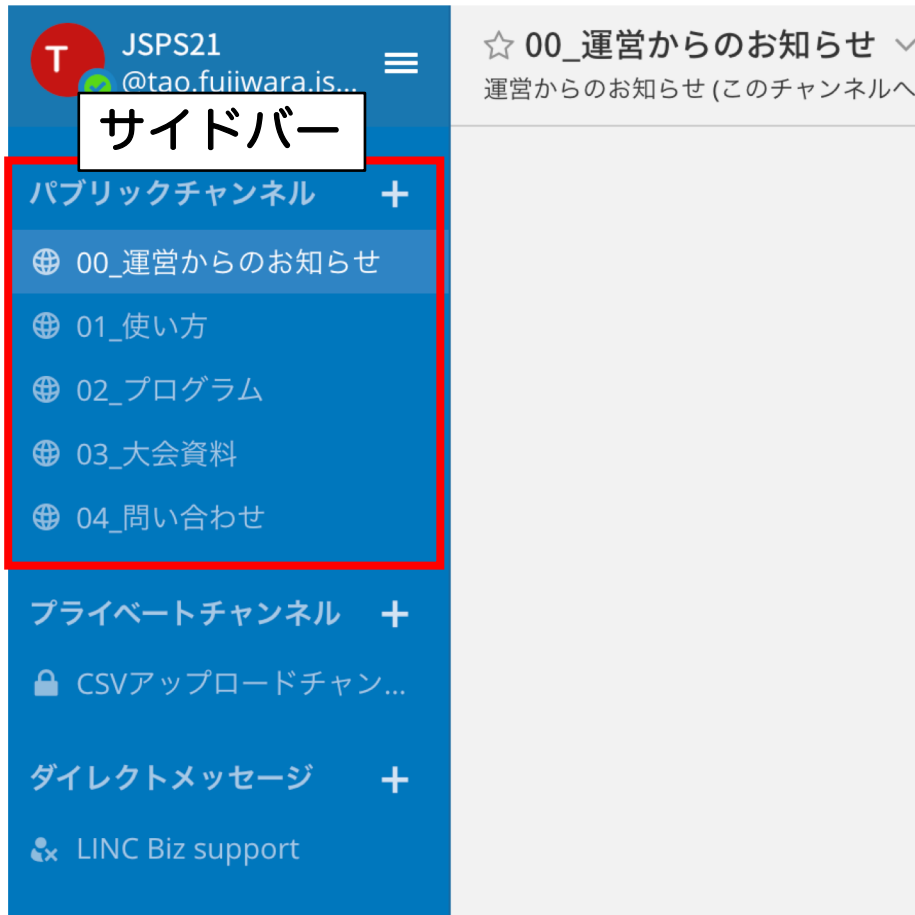 T
JSPS21
@tao.fujiwara.js...
サイドバー
パブリックチャンネル +
00_運営からのお知らせ
01_使い方
02_プログラム
03_大会資料
04_問い合わせ
プライベートチャンネル +
CSVアップロードチャン...
ダイレクトメッセージ +
LINC Biz support
☆ 00_運営からのお知らせ
運営からのお知らせ (このチャンネルへ